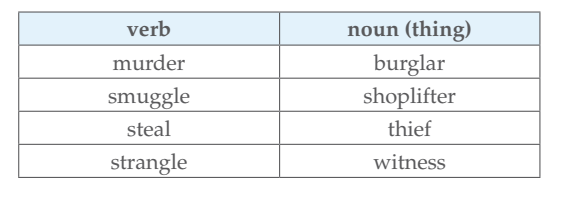 verb noun (thing)
murder burglar
smuggle shoplifter
steal thief
strangle witness